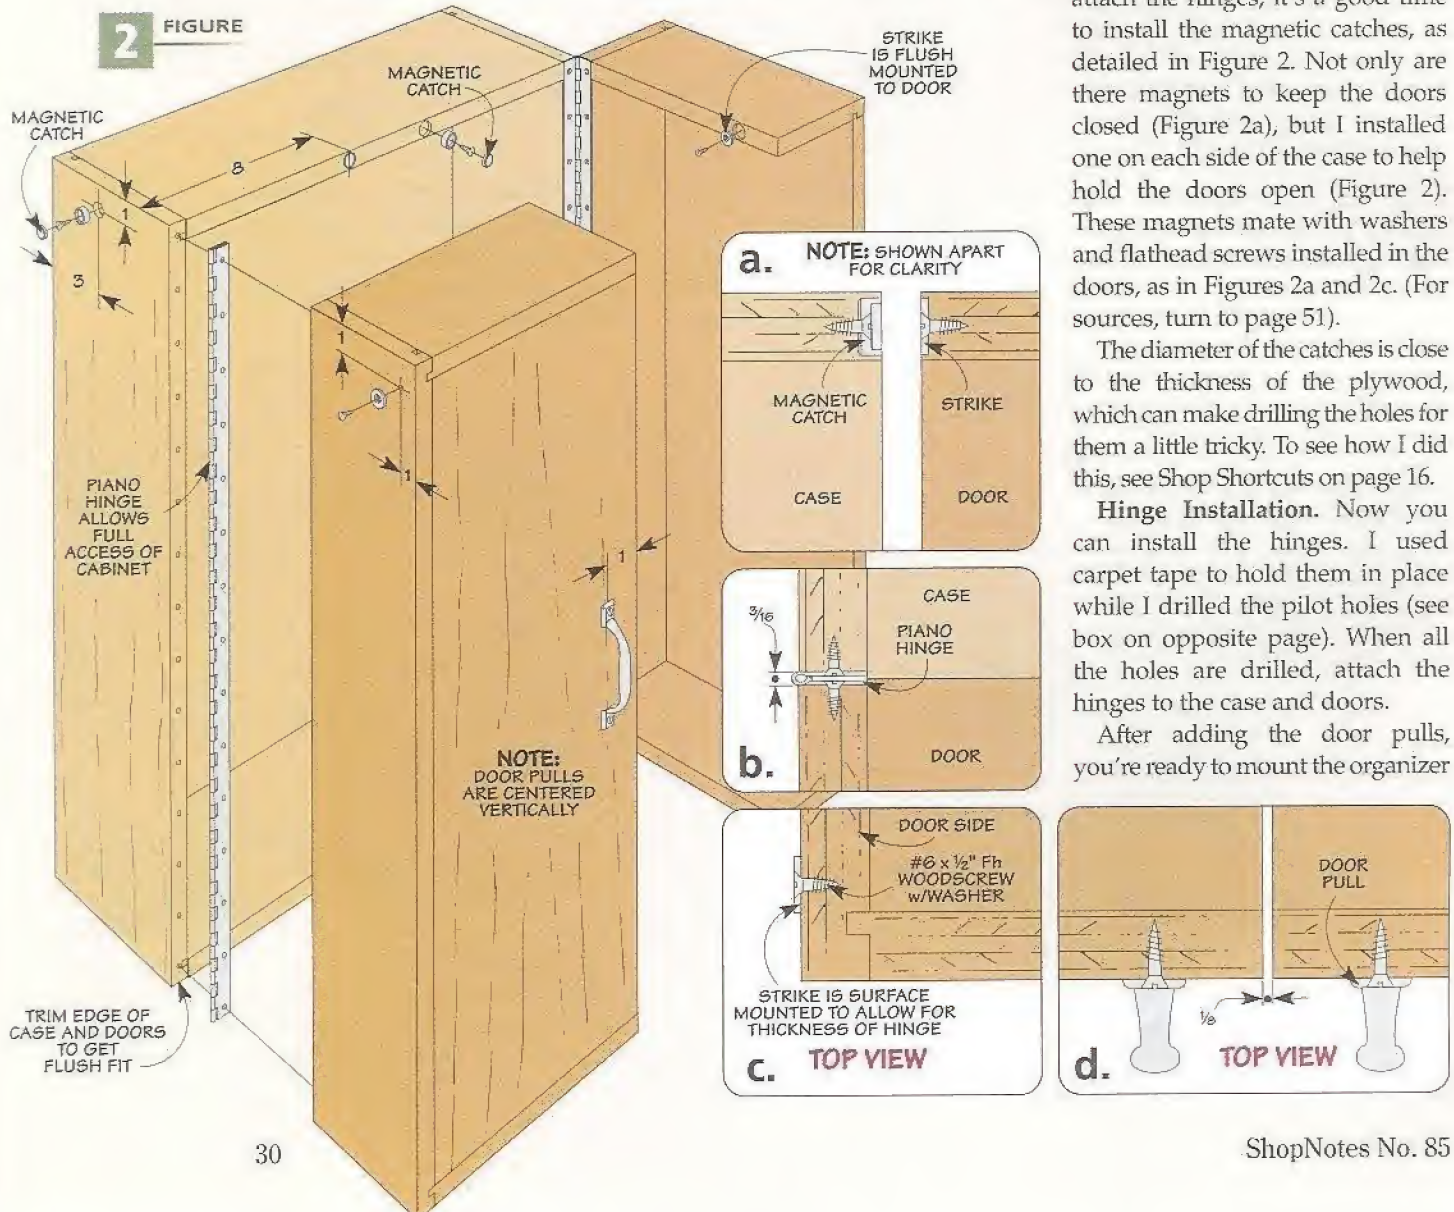 2 FIGURE
MAGNETIC
CATCH
MAGNETIC
CATCH
STRIKE
IS FLUSH
MOUNTED
TO DOOR
8
1
3
1
1
1
PIANO
HINGE
ALLOWS
FULL
ACCESS OF
CABINET
NOTE:
DOOR PULLS
ARE CENTERED
VERTICALLY
TRIM EDGE OF
CASE AND DOORS
TO GET
FLUSH FIT
a.
NOTE: SHOWN APART
FOR CLARITY
MAGNETIC
CATCH
STRIKE
CASE
DOOR
b.
3/16
CASE
PIANO
HINGE
DOOR
c.
DOOR SIDE
#6 x ½" Fh
WOODSCREW
w/WASHER
STRIKE IS SURFACE
MOUNTED TO ALLOW FOR
THICKNESS OF HINGE
TOP VIEW
d.
DOOR
PULL
⅛
TOP VIEW
attach the hinges, it's a good time
to install the magnetic catches, as
detailed in Figure 2. Not only are
there magnets to keep the doors
closed (Figure 2a), but I installed
one on each side of the case to help
hold the doors open (Figure 2).
These magnets mate with washers
and flathead screws installed in the
doors, as in Figures 2a and 2c. (For
sources, turn to page 51).
The diameter of the catches is close
to the thickness of the plywood,
which can make drilling the holes for
them a little tricky. To see how I did
this, see Shop Shortcuts on page 16.
Hinge Installation. Now you
can install the hinges. I used
carpet tape to hold them in place
while I drilled the pilot holes (see
box on opposite page). When all
the holes are drilled, attach the
hinges to the case and doors.
After adding the door pulls,
you're ready to mount the organizer
30
ShopNotes No. 85